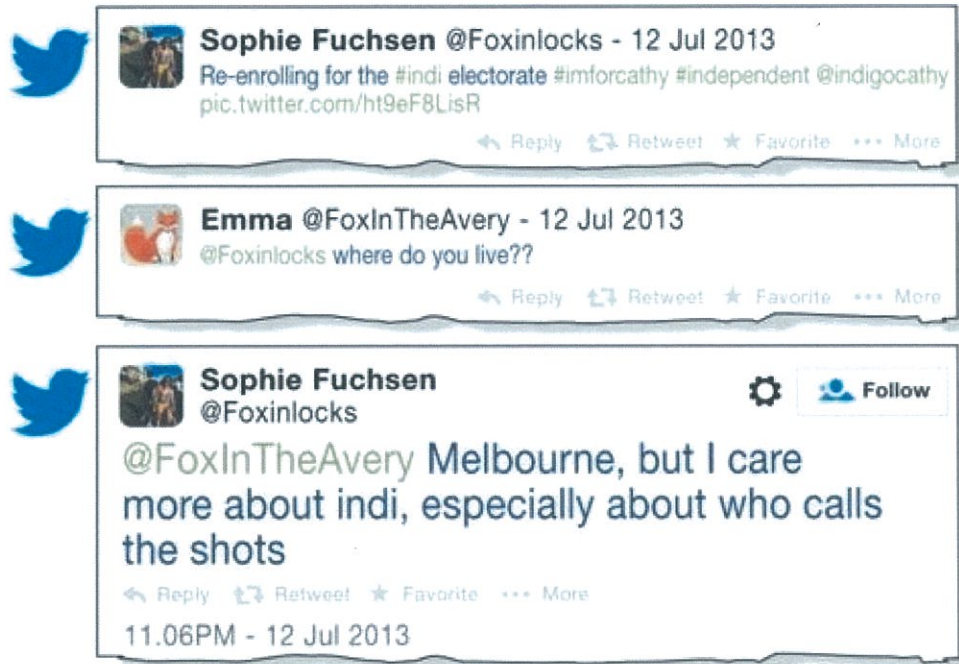 Sophie Fuchsen @Foxinlocks - 12 Jul 2013
Re-enrolling for the #indi electorate #imforcathy #independent @indigocathy
pic.twitter.com/ht9eF8LisR
Reply Retweet Favorite ••• More
Emma @FoxInTheAvery - 12 Jul 2013
@Foxinlocks where do you live??
Reply Retweet Favorite ••• More
Sophie Fuchsen
@Foxinlocks
Follow
@FoxInTheAvery Melbourne, but I care
more about indi, especially about who calls
the shots
Reply Retweet Favorite ••• More
11.06PM - 12 Jul 2013